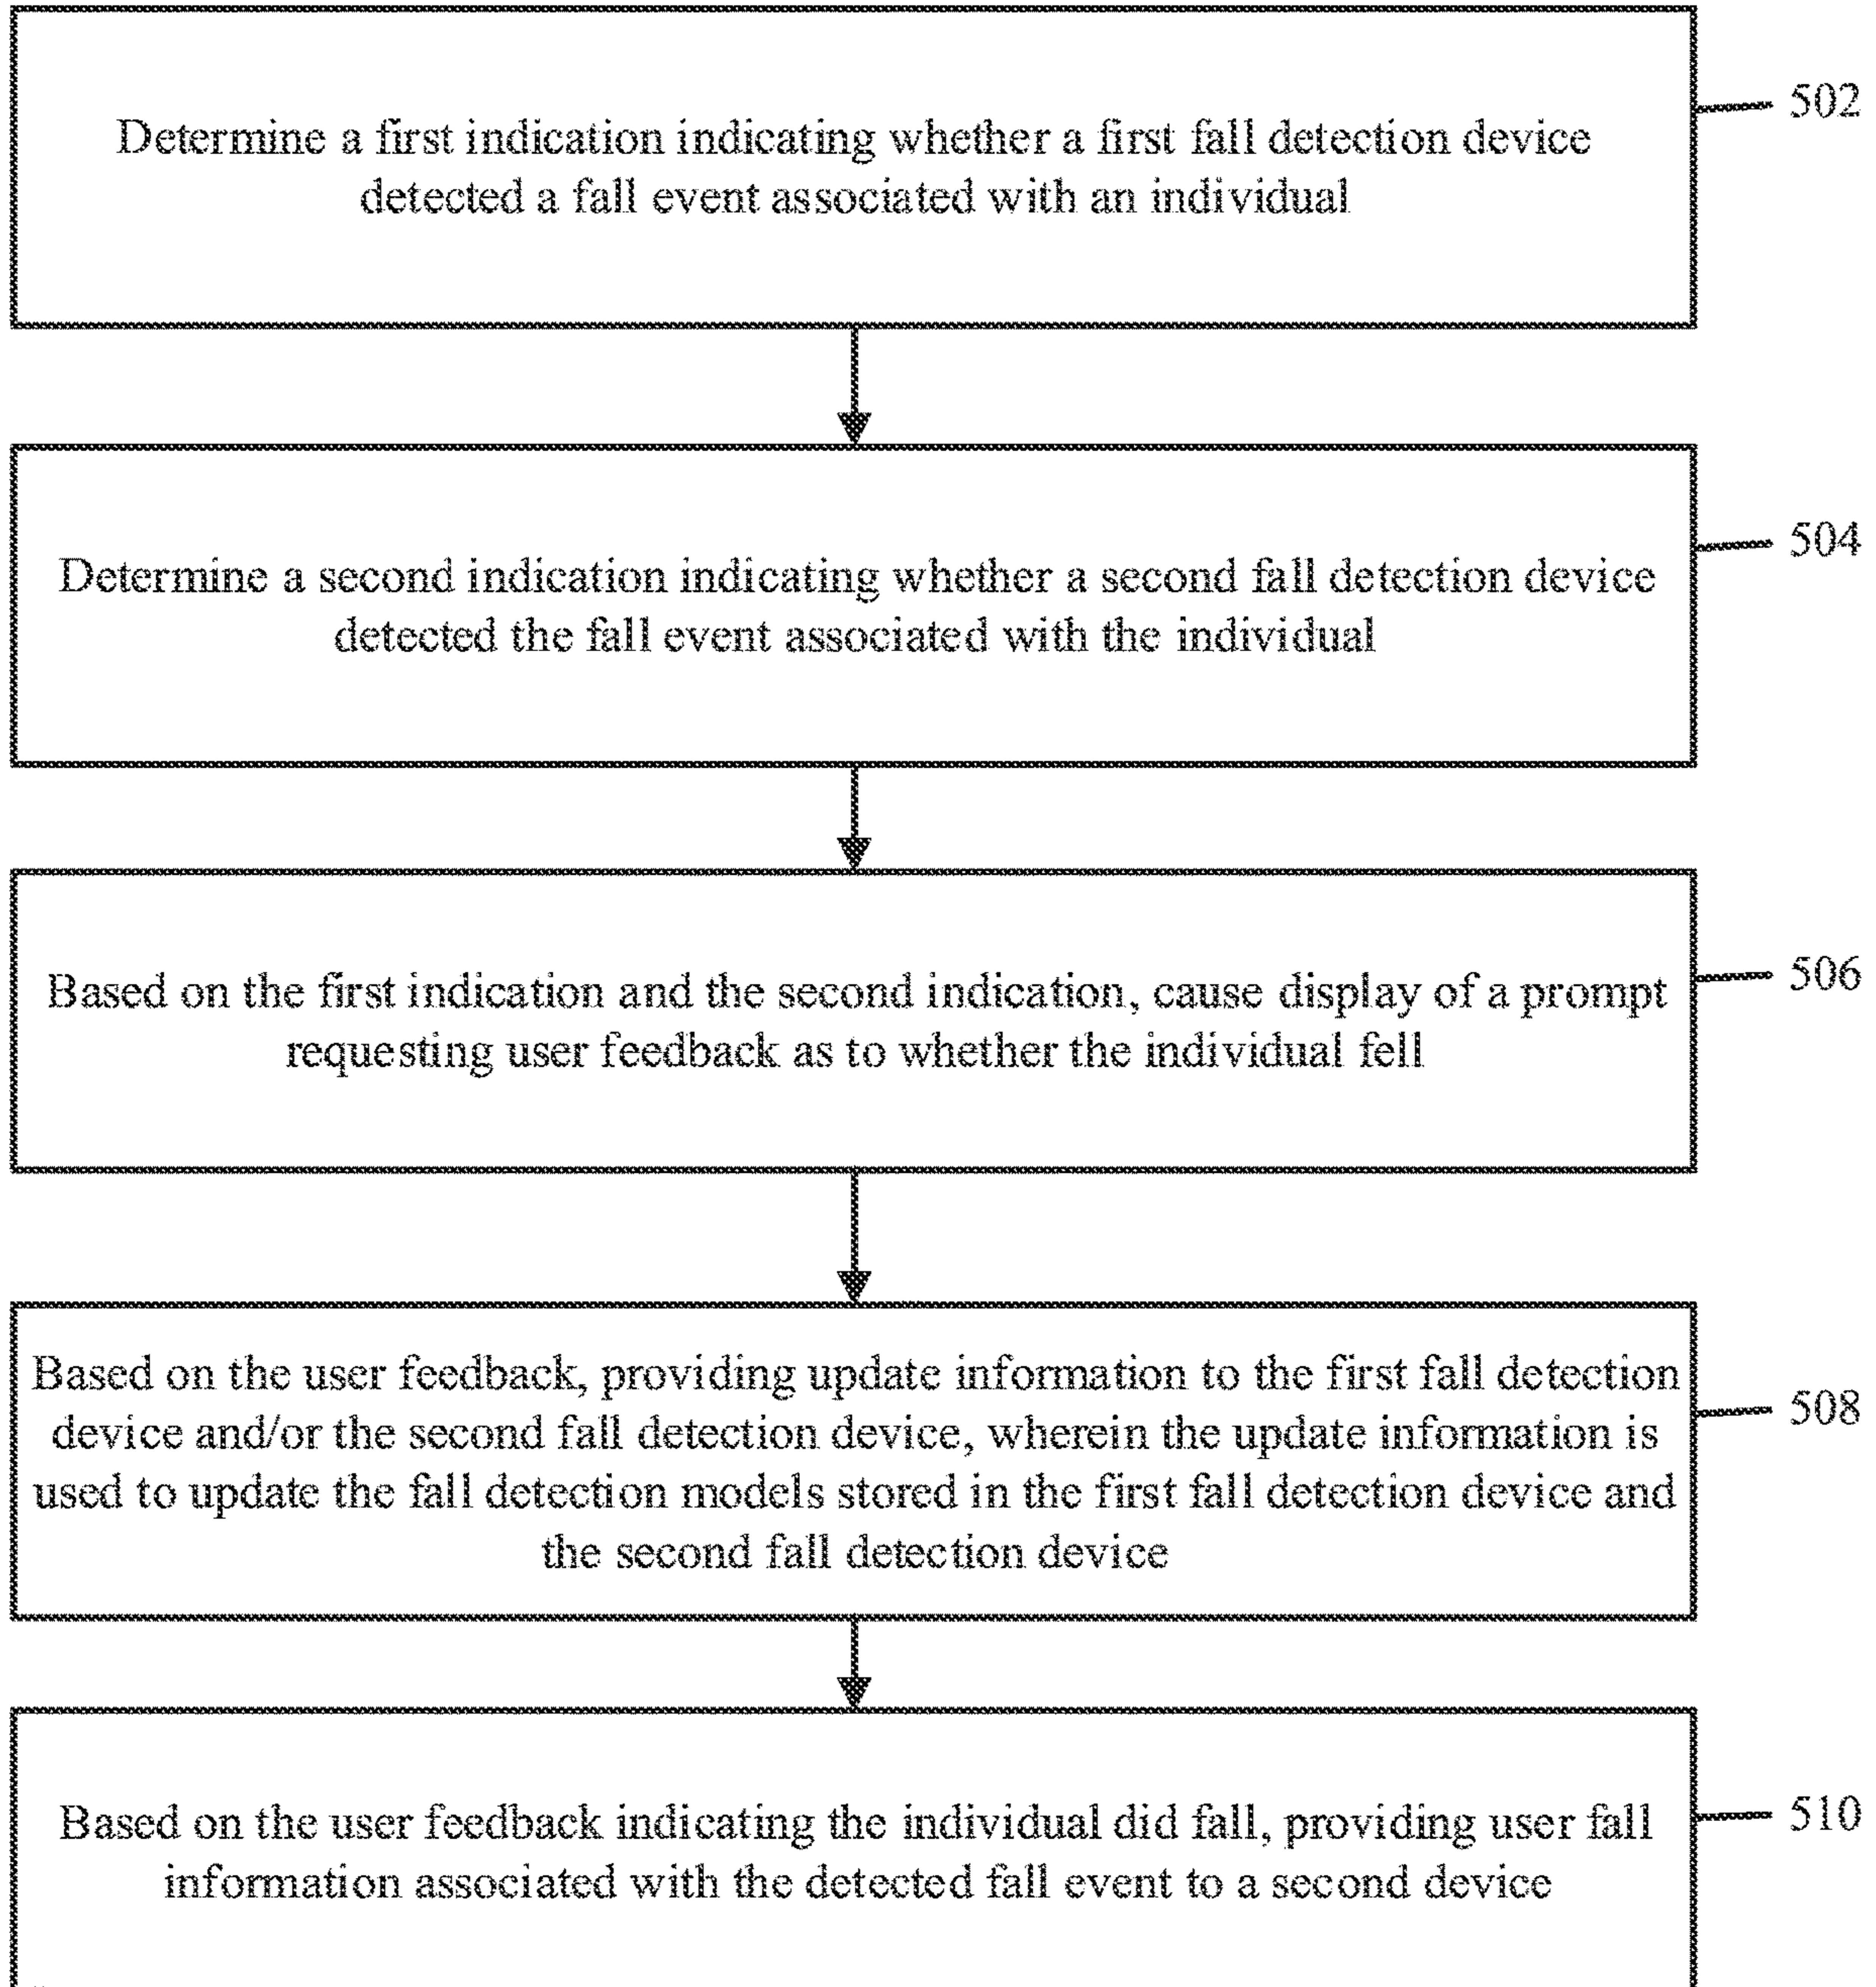 Determine a first indication indicating whether a first fall detection device
detected a fall event associated with an individual
502
Determine a second indication indicating whether a second fall detection device
detected the fall event associated with the individual
504
Based on the first indication and the second indication, cause display of a prompt
requesting user feedback as to whether the individual fell
506
Based on the user feedback, providing update information to the first fall detection
device and/or the second fall detection device, wherein the update information is
used to update the fall detection models stored in the first fall detection device and
the second fall detection device
508
Based on the user feedback indicating the individual did fall, providing user fall
information associated with the detected fall event to a second device
510